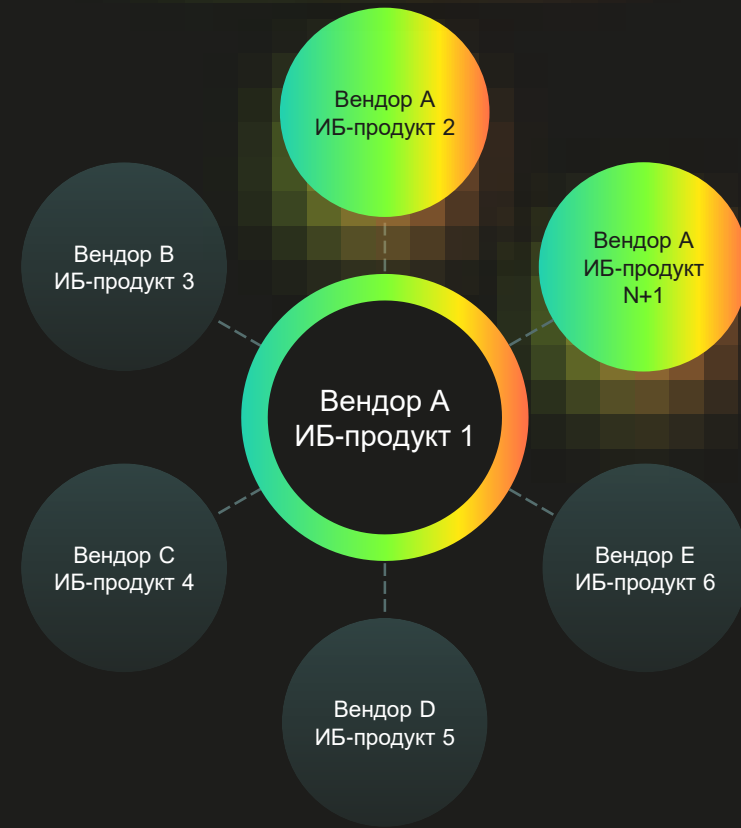 Вендор А
ИБ-продукт 2
Вендор B
ИБ-продукт 3
Вендор А
ИБ-продукт
N+1
Вендор А
ИБ-продукт 1
Вендор C
ИБ-продукт 4
Вендор E
ИБ-продукт 6
Вендор D
ИБ-продукт 5